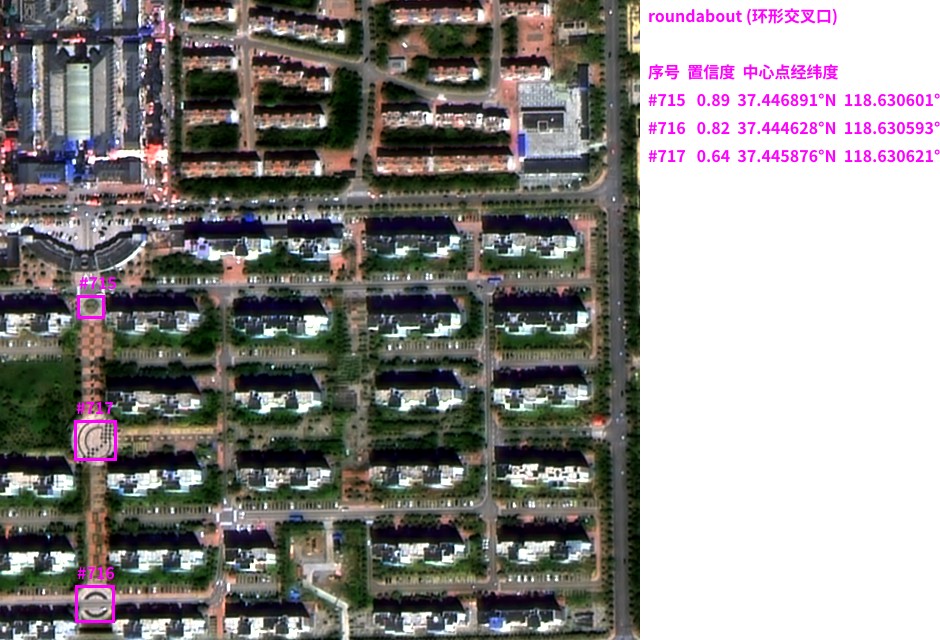 roundabout (环形交叉口)
序号 置信度 中心点经纬度
#715 0.89 37.446891°N 118.630601°
#716 0.82 37.444628°N 118.630593°
#717 0.64 37.445876°N 118.630621°
#715
#717
#716